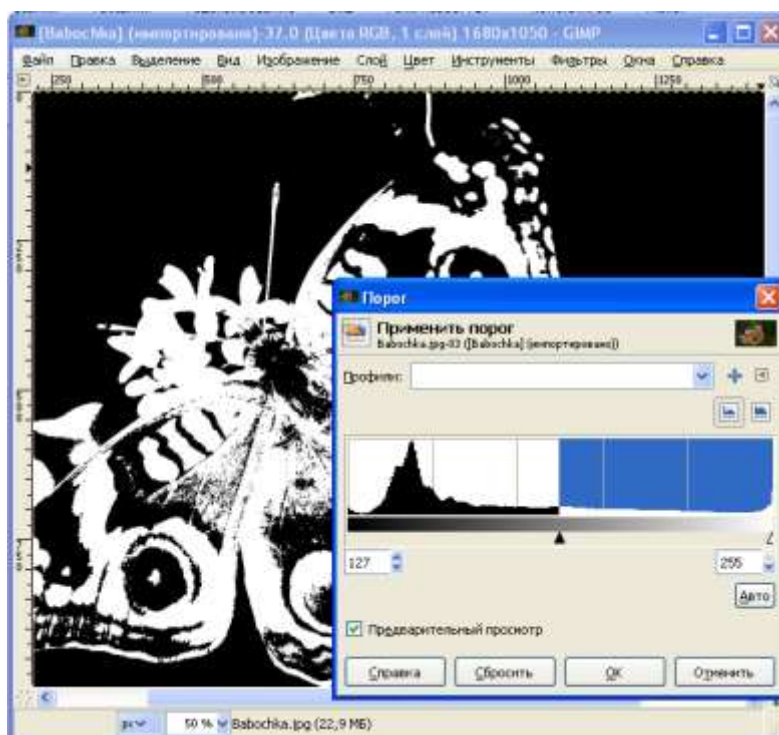 [Babochka] (импортировано)-37.0 (Цвета RGB, 1 слой) 1680x1050 - GIMP
Файл Правка Выделение Вид Изображение Слой Цвет Инструменты Фильтры Окна Справка
250 500 750 1000 1250
Порог
Применить порог
Babochka.jpg-83 ([Babochka] (импортировано))
Профили:
127 255
Авто
Предварительный просмотр
Справка Сбросить OK Отменить
px 50 % Babochka.jpg (22,9 МБ)